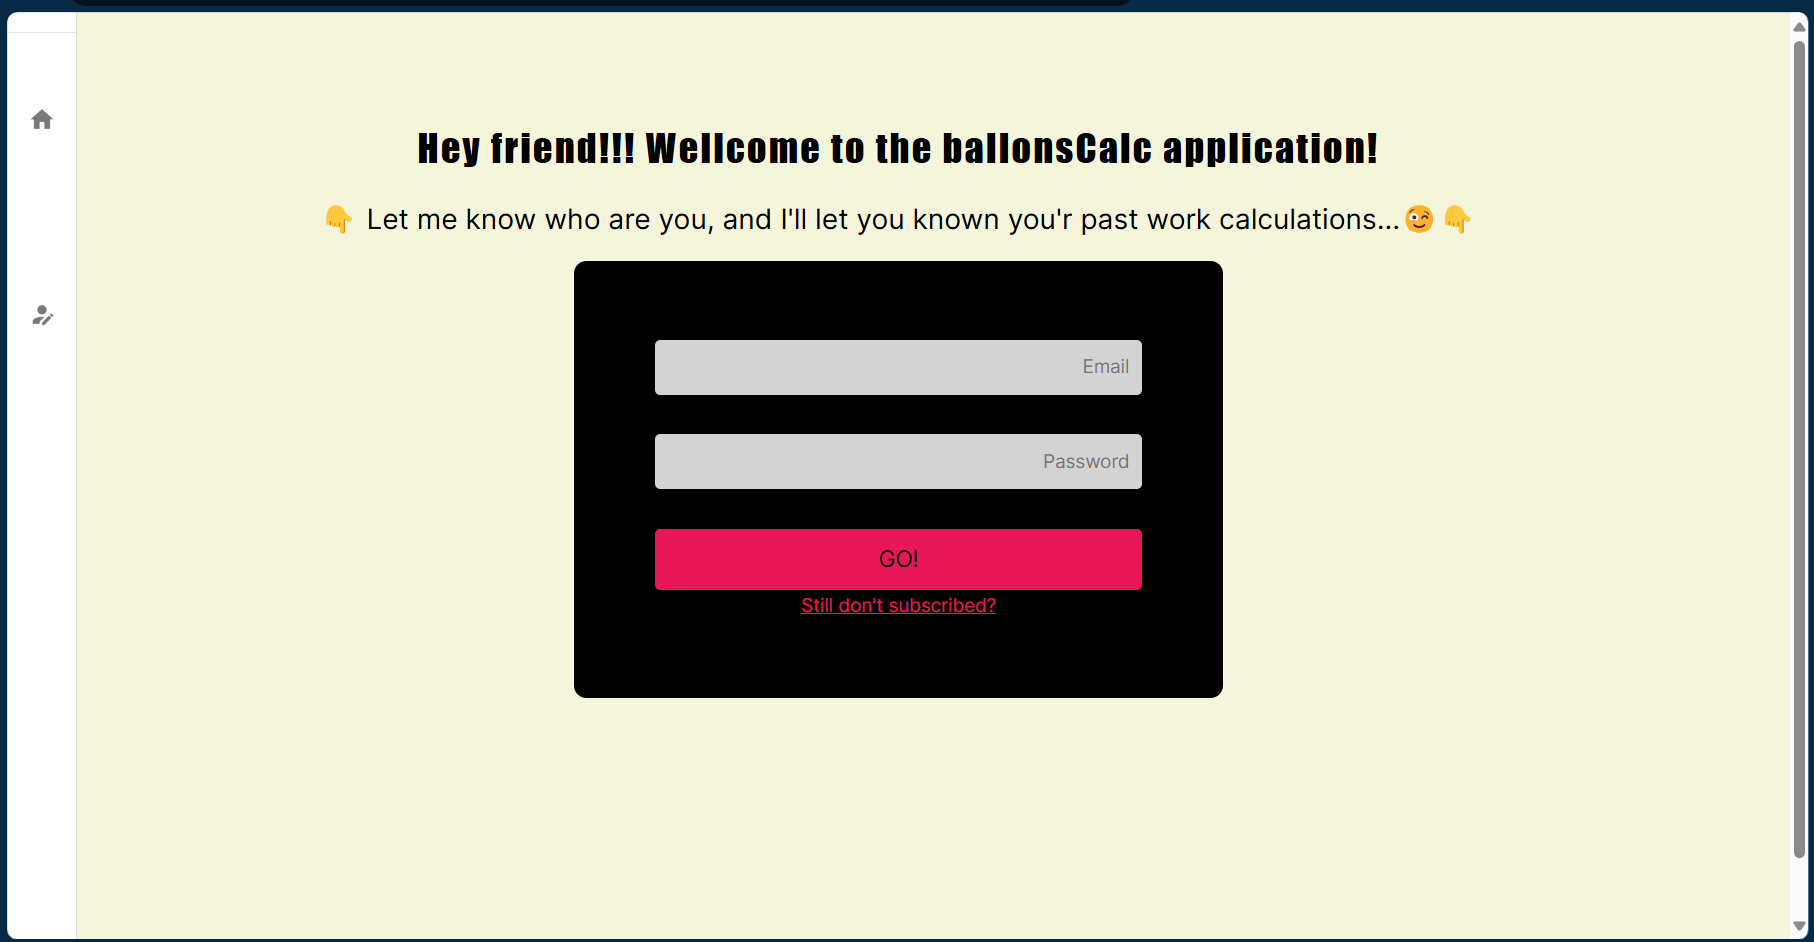 Hey friend!!! Wellcome to the ballonsCalc application!
👇 Let me know who are you, and I'll let you known you'r past work calculations...🧐👇
Email
Password
GO!
Still don't subscribed?